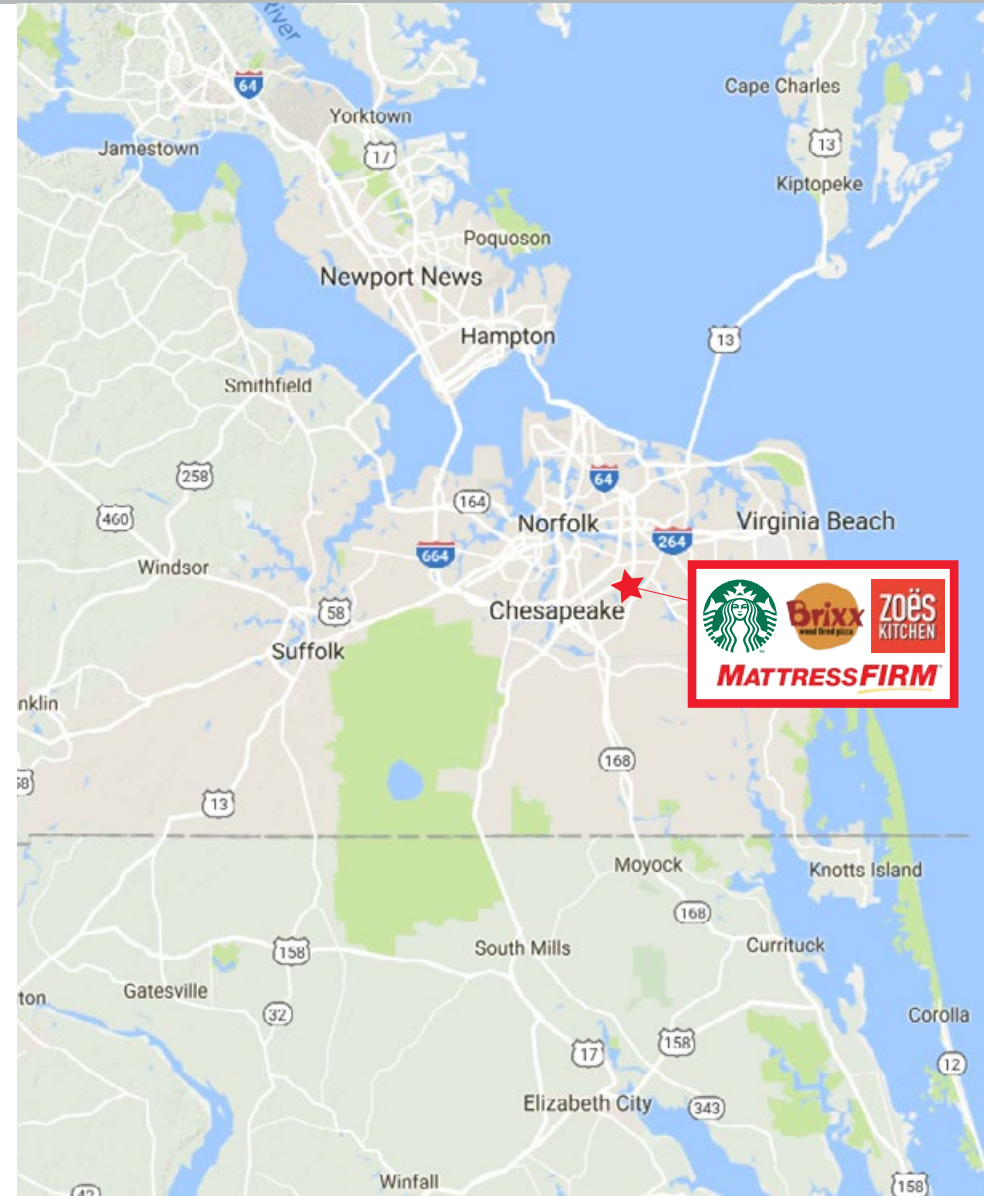 River
64
Cape Charles
Yorktown
17
Jamestown
13
Kiptopeke
Poquoson
Newport News
Hampton
13
Smithfield
258
64
164
460
Norfolk
Virginia Beach
264
664
Windsor
58
Chesapeake
Brixx
wood fired pizza
ZOËS
KITCHEN
Suffolk
MATTRESSFIRM
nklin
168
58
13
Moyock
Knotts Island
168
158
South Mills
Currituck
ton
Gatesville
32
Corolla
17
158
12
Elizabeth City
343
Winfall
158
42